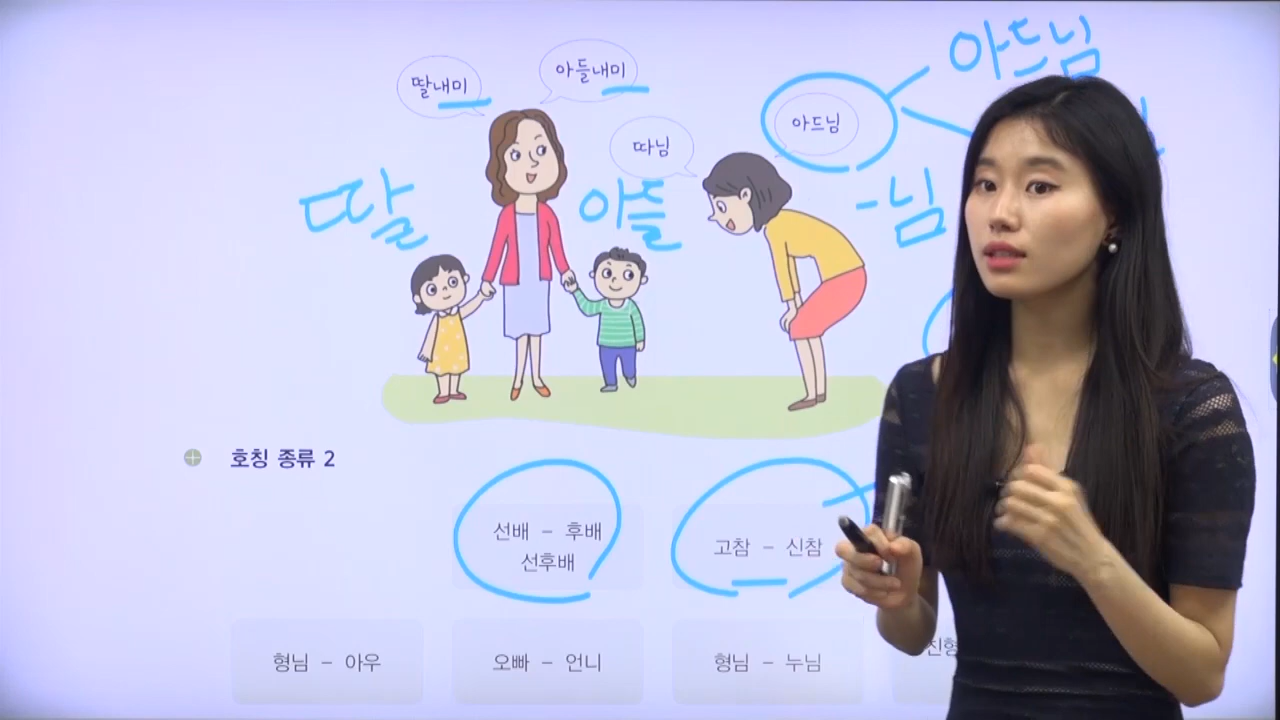 아드님
딸내미
아들내미
아드님
따님
딸
아들
-님
호칭 종류 2
선배 - 후배
선후배
고참 - 신참
형님 - 아우
오빠 - 언니
형님 - 누님
친형